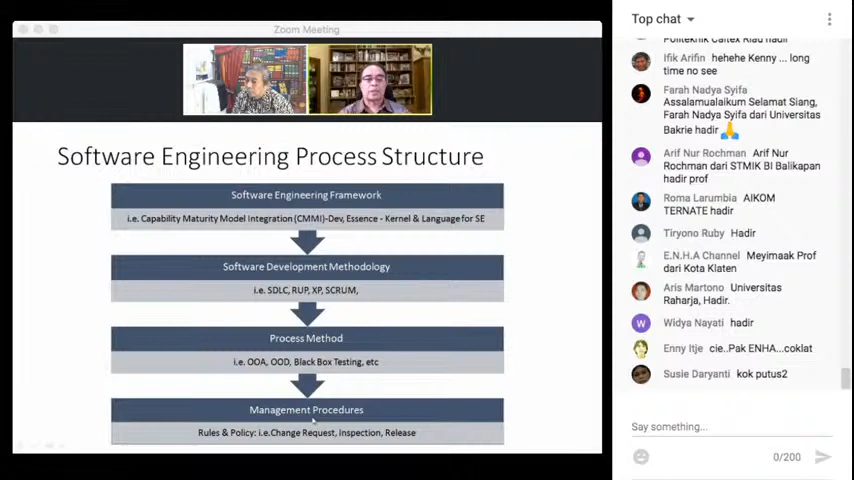 Zoom Meeting
Software Engineering Process Structure
Software Engineering Framework
i.e. Capability Maturity Model Integration (CMMI)-Dev, Essence - Kernel & Language for SE
Software Development Methodology
i.e. SDLC, RUP, XP, SCRUM,
Process Method
i.e. OOA, OOD, Black Box Testing, etc
Management Procedures
Rules & Policy: i.e.Change Request, Inspection, Release
Top chat
Politeknik Caltex Riau hadir
Ifik Arifin hehehe Kenny ... long
time no see
Farah Nadya Syifa
Assalamualaikum Selamat Siang,
Farah Nadya Syifa dari Universitas
Bakrie hadir
Arif Nur Rochman Arif Nur
Rochman dari STMIK BI Balikapan
hadir prof
Roma Larumbia AIKOM
TERNATE hadir
Tiryono Ruby Hadir
E.N.H.A Channel Meyimaak Prof
dari Kota Klaten
Aris Martono Universitas
Raharja, Hadir.
W
Widya Nayati hadir
Enny Itje cie..Pak ENHA...coklat
Susie Daryanti kok putus2
Say something...
0/200